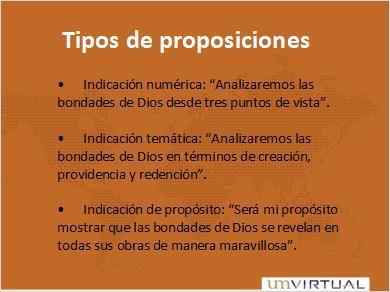 Tipos de proposiciones
• Indicación numérica: “Analizaremos las
bondades de Dios desde tres puntos de vista”.
• Indicación temática: “Analizaremos las
bondades de Dios en términos de creación,
providencia y redención”.
• Indicación de propósito: “Será mi propósito
mostrar que las bondades de Dios se revelan en
todas sus obras de manera maravillosa”.
umVIRTUAL